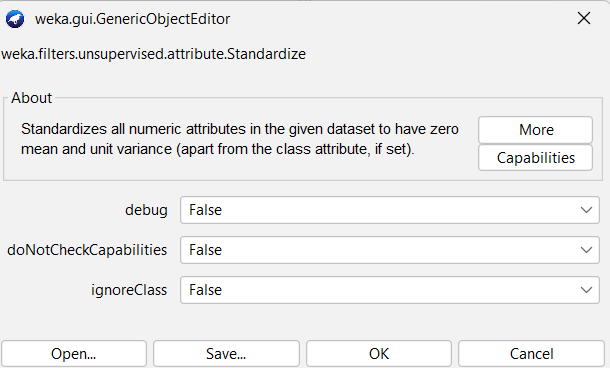 weka.gui.GenericObjectEditor
weka.filters.unsupervised.attribute.Standardize
About
Standardizes all numeric attributes in the given dataset to have zero
mean and unit variance (apart from the class attribute, if set).
More
Capabilities
debug False
doNotCheckCapabilities False
ignoreClass False
Open... Save... OK Cancel